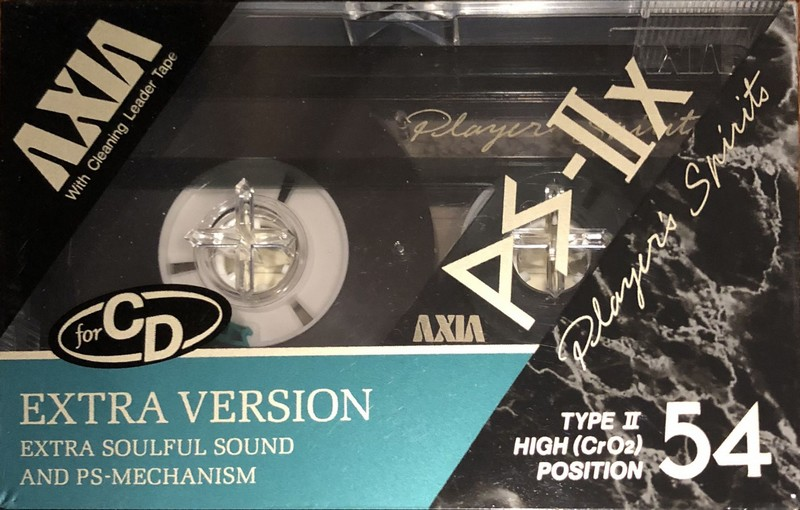 AXIA
With Cleaning Leader Tape
Player's Spirit
PS-IIx
Player's Spirits
AXIA
for CD
EXTRA VERSION
EXTRA SOULFUL SOUND
AND PS-MECHANISM
TYPE II
HIGH (CrO2)
POSITION
54